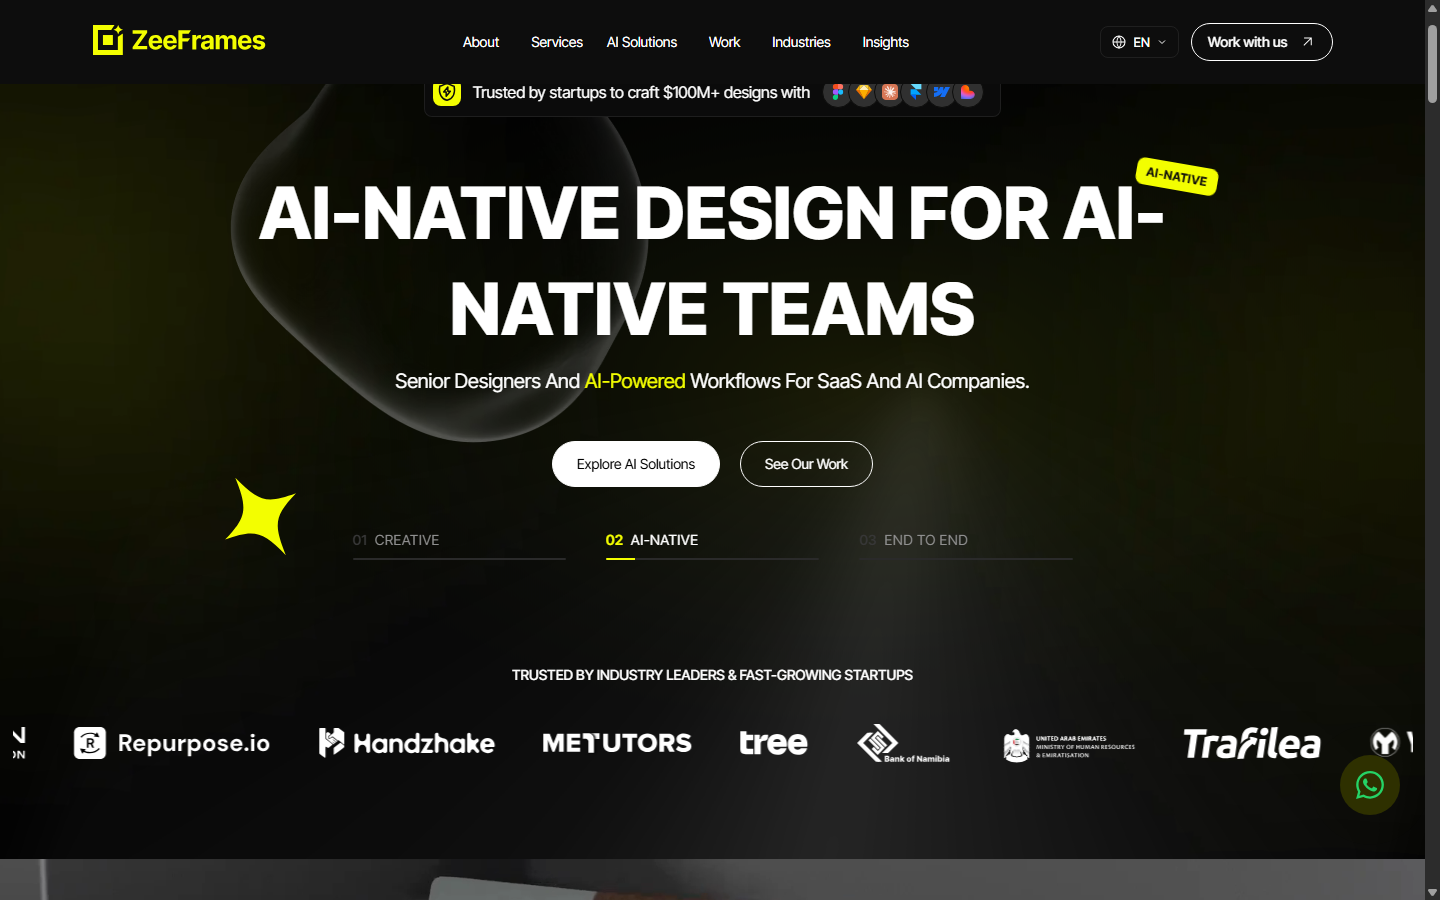 ZeeFrames
About
Services
AI Solutions
Work
Industries
Insights
EN
Work with us
Trusted by startups to craft $100M+ designs with
AI-NATIVE
AI-NATIVE DESIGN FOR AI-
NATIVE TEAMS
Senior Designers And AI-Powered Workflows For SaaS And AI Companies.
Explore AI Solutions
See Our Work
01 CREATIVE
02 AI-NATIVE
03 END TO END
TRUSTED BY INDUSTRY LEADERS & FAST-GROWING STARTUPS
N
ON
R Repurpose.io
Handzhake
METUTORS
tree
Bank of Namibia
UNITED ARAB EMIRATES
MINISTRY OF HUMAN RESOURCES
& EMIRATISATION
Trafilea